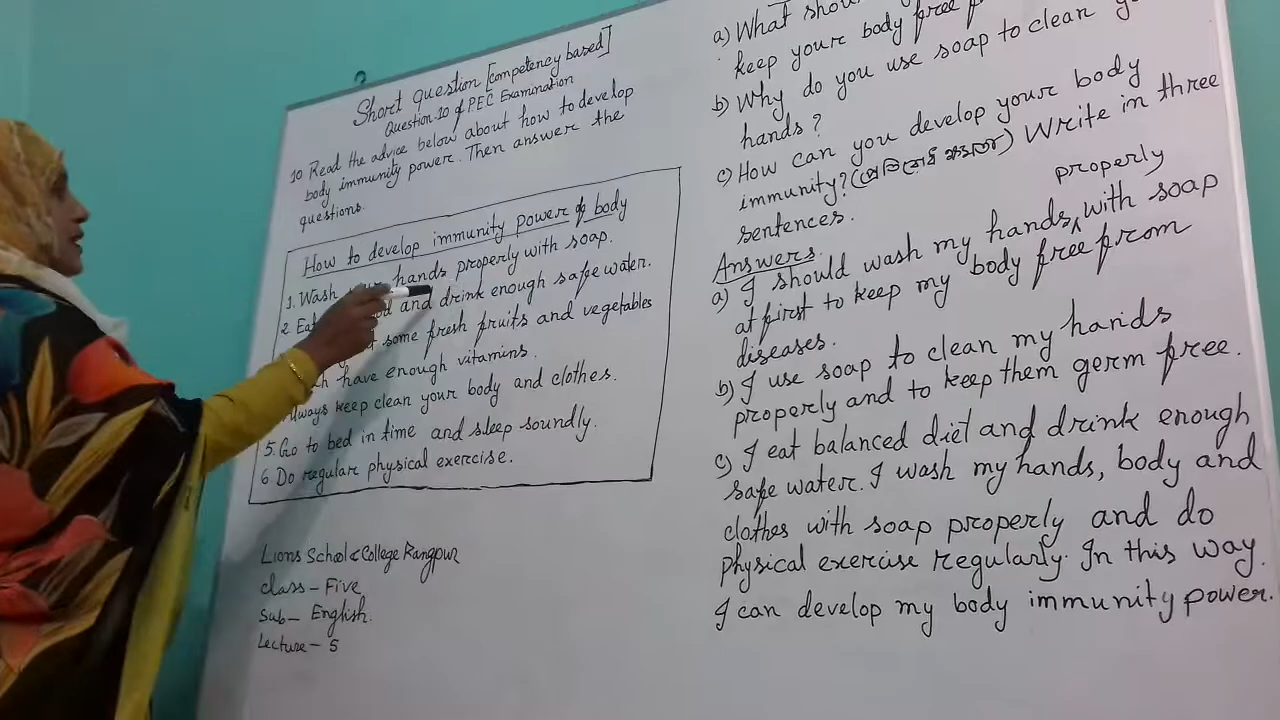 Short question [competency based]
Question-10 of PEC Examination
10. Read the advice below about how to develop
body immunity power. Then answer the
questions.
How to develop immunity power of body
1. Wash hands properly with soap.
2. Eat and drink enough safe water.
some fresh fruits and vegetables
have enough vitamins.
Always keep clean your body and clothes.
5. Go to bed in time and sleep soundly.
6 Do regular physical exercise.
Lions School & College Rangpur
class - Five
Sub - English.
Lecture - 5
a) What
keep your body free
b) Why do you use soap to clean
hands?
c) How can you develop your body
immunity? Write in three
sentences.
Answers
properly
a) I should wash my hands, with soap
at first to keep my body free from
diseases.
b) I use soap to clean my hands
properly and to keep them germ free.
c) I eat balanced diet and drink enough
safe water. I wash my hands, body and
clothes with soap properly and do
physical exercise regularly. In this way.
I can develop my body immunity power.